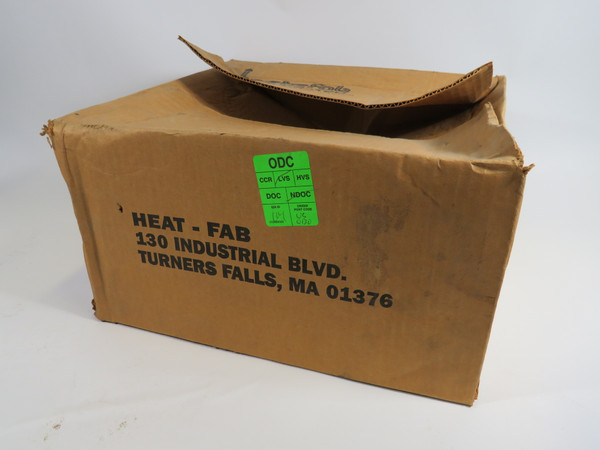 ODC
CCR LVS HVS
DOC NDOC
HEAT - FAB
130 INDUSTRIAL BLVD.
TURNERS FALLS, MA 01376